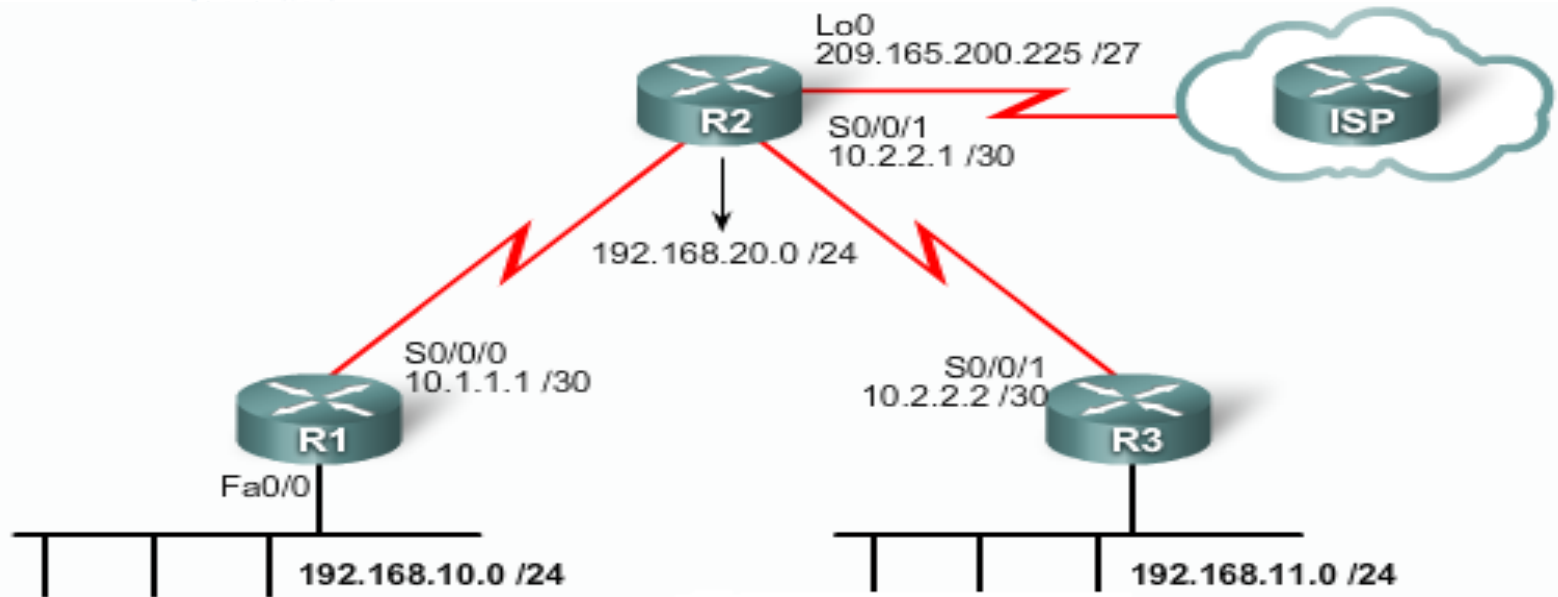 Lo0
209.165.200.225 /27
R2
ISP
S0/0/1
10.2.2.1 /30
192.168.20.0 /24
S0/0/0
10.1.1.1 /30
S0/0/1
10.2.2.2 /30
R1
R3
Fa0/0
192.168.10.0 /24
192.168.11.0 /24